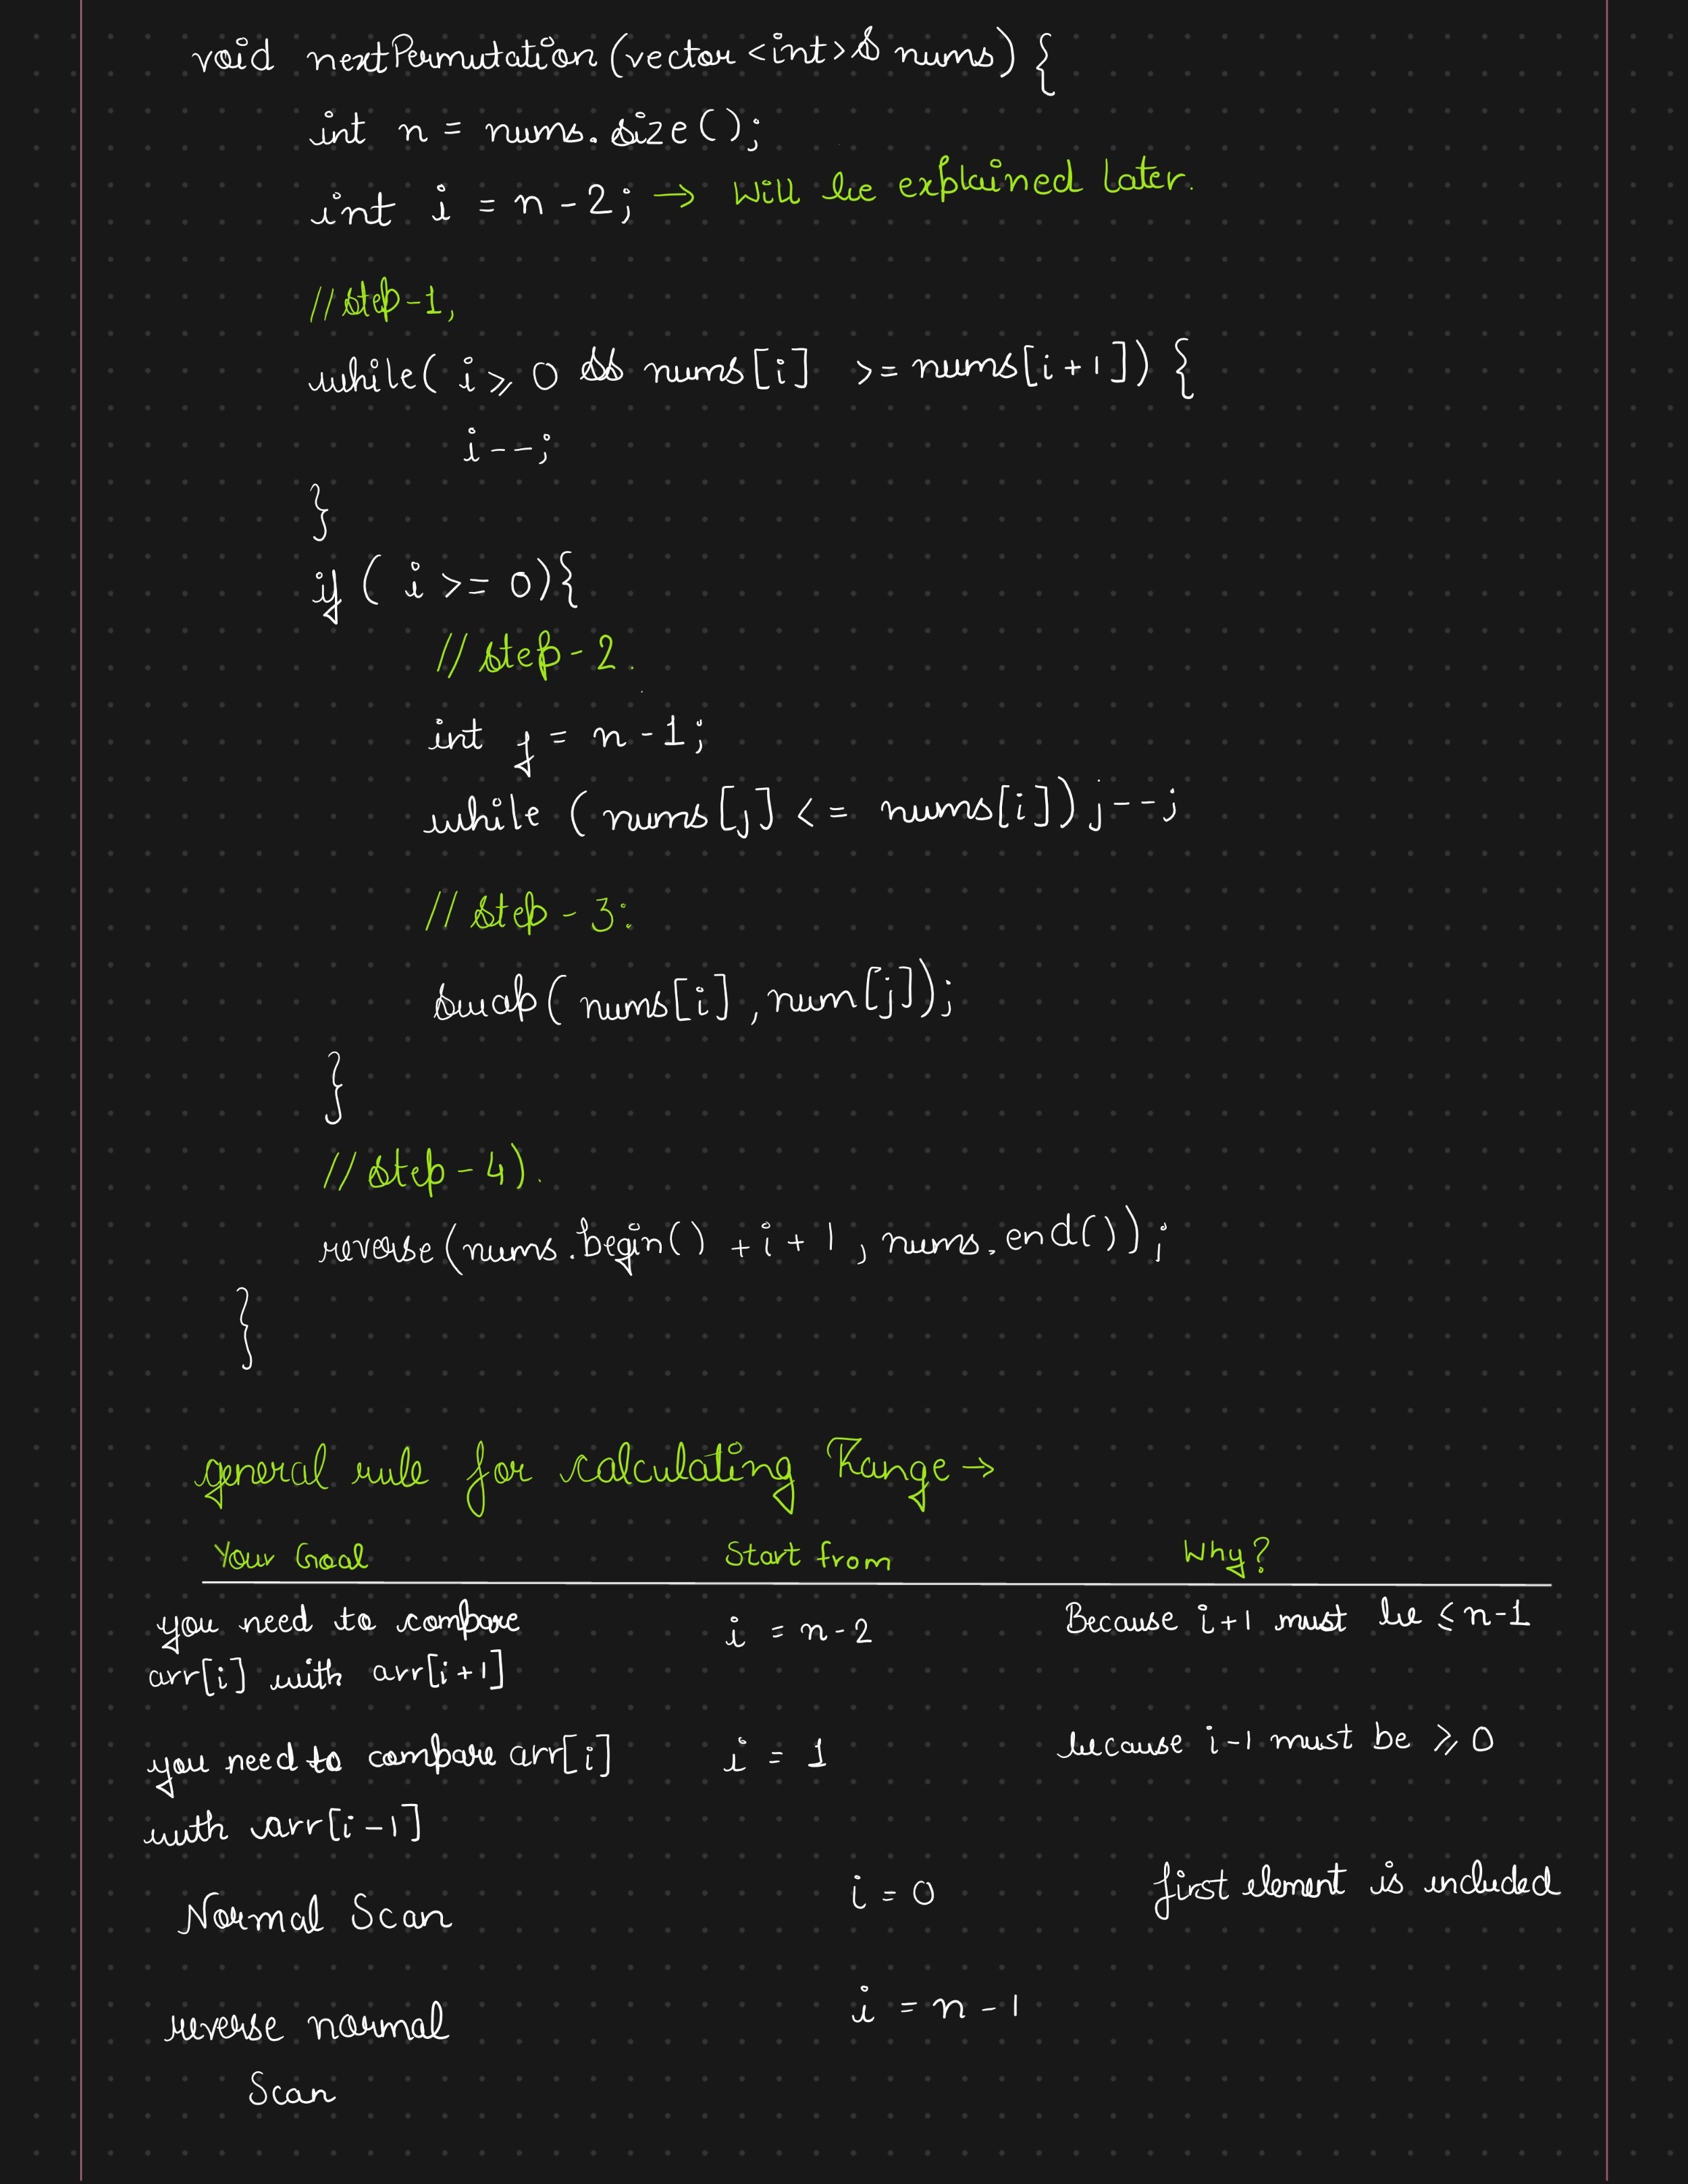 void nextPermutation (vector <int>& nums) {
int n = nums.size();
int i = n-2; → Will be explained later.
//step-1,
while( i ≥ 0 && nums[i] >= nums[i+1]) {
i--;
}
if ( i >= 0){
// step-2.
int j = n-1;
while (nums[j] <= nums[i]) j--;
// step-3:
swap( nums[i], num[j]);
}
// step-4).
reverse(nums.begin() + i + 1, nums.end());
}
general rule for calculating Range →
Your Goal Start from Why?
you need to compare i = n-2 Because i+1 must be ≤ n-1
arr[i] with arr[i+1]
you need to compare arr[i] i = 1 because i-1 must be ≥ 0
with arr[i-1]
Normal Scan i = 0 first element is included
reverse normal i = n-1
Scan